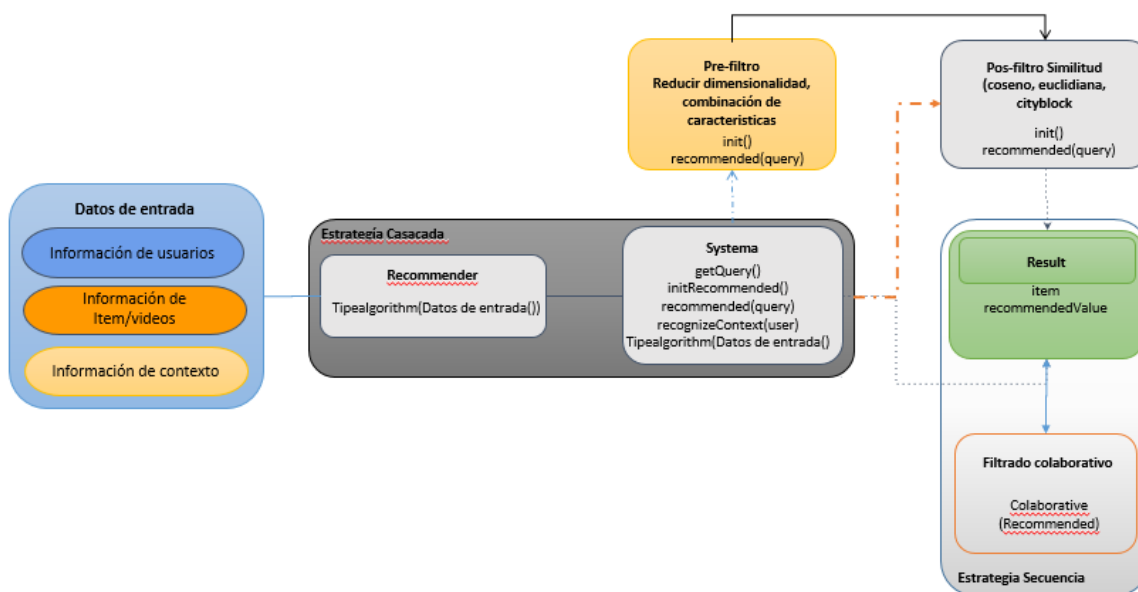 Pre-filtro
Reducir dimensionalidad,
combinación de
caracteristicas
init()
recommended(query)
Pos-filtro Similitud
(coseno, euclidiana,
cityblock
init()
recommended(query)
Datos de entrada
Información de usuarios
Información de
Item/videos
Información de contexto
Estrategía Casacada
Recommender
Tipealgorithm(Datos de entrada())
Systema
getQuery()
initRecommended()
recommended(query)
recognizeContext(user)
Tipealgorithm(Datos de entrada()
Result
item
recommendedValue
Filtrado colaborativo
Colaborative
(Recommended)
Estrategia Secuencia